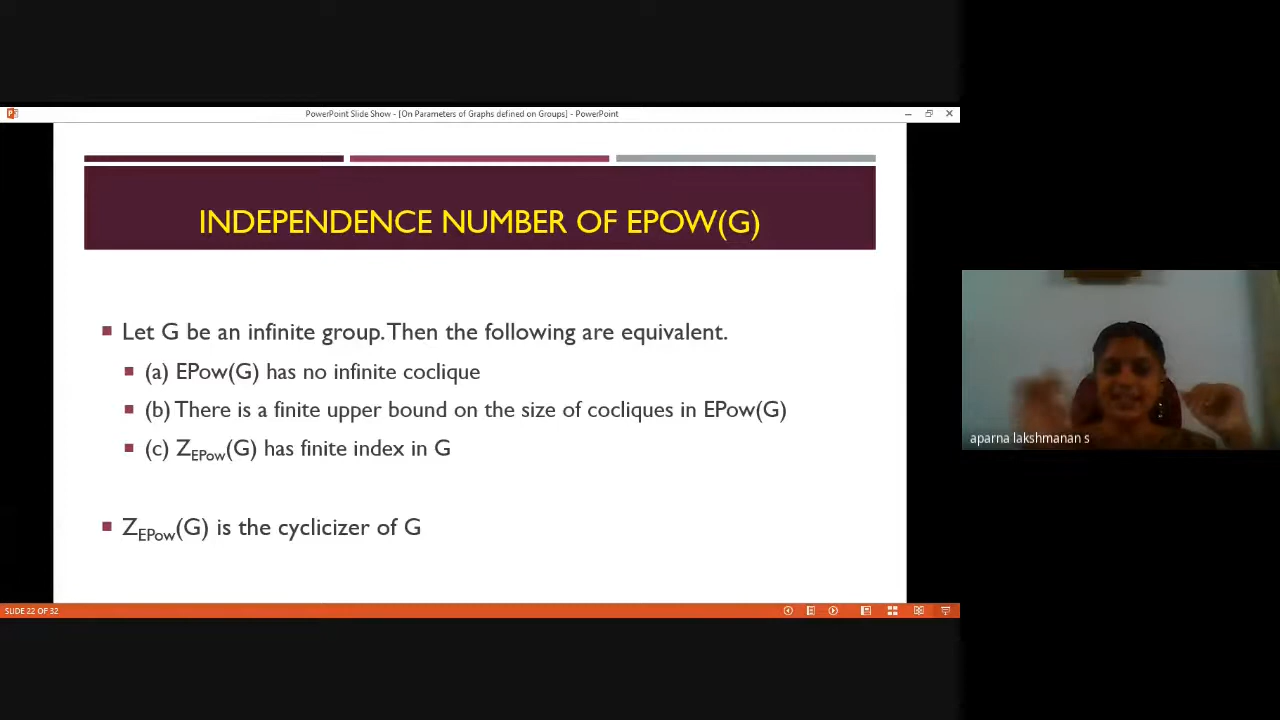 PowerPoint Slide Show - [On Parameters of Graphs defined on Groups] - PowerPoint
INDEPENDENCE NUMBER OF EPOW(G)
Let G be an infinite group. Then the following are equivalent.
(a) EPow(G) has no infinite coclique
(b) There is a finite upper bound on the size of cocliques in EPow(G)
(c) Z_EPow(G) has finite index in G
Z_EPow(G) is the cyclicizer of G
aparna lakshmanan s
SLIDE 22 OF 32